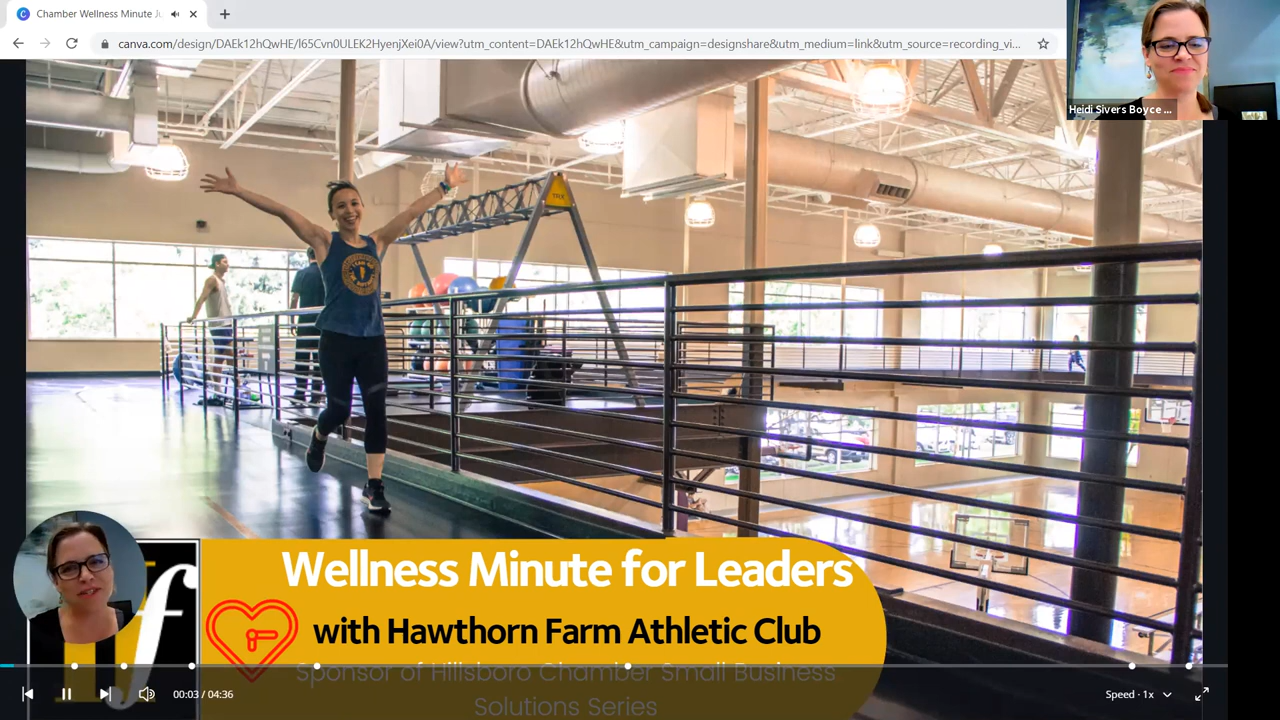 Chamber Wellness Minute Ju
canva.com/design/DAEk12hQwHE/l65Cvn0ULEK2HyenjXei0A/view?utm_content=DAEk12hQwHE&utm_campaign=designshare&utm_medium=link&utm_source=recording_vi...
Heidi Sivers Boyce ...
TRX
Wellness Minute for Leaders
with Hawthorn Farm Athletic Club
Sponsor of Hillsboro Chamber Small Business
Solutions Series
00:03 / 04:36
Speed · 1x